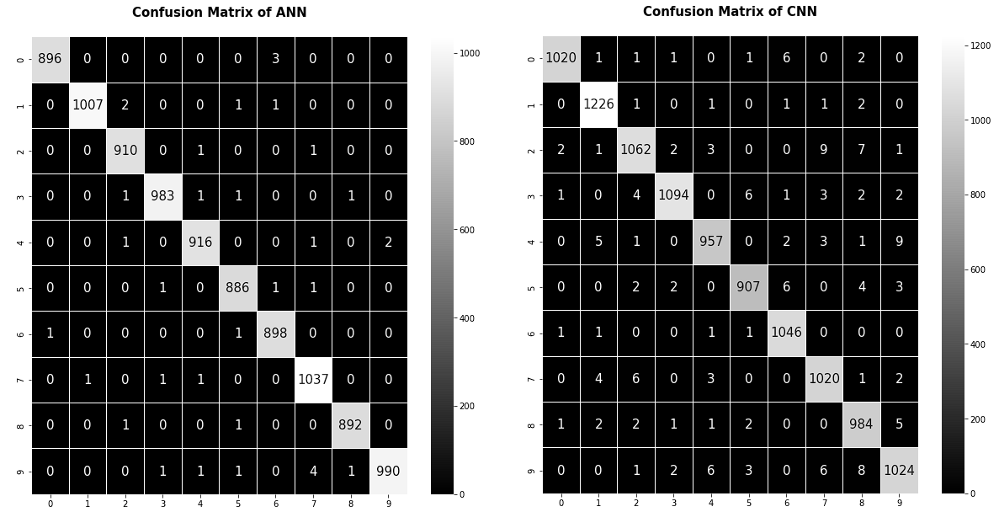 Confusion Matrix of ANN
0 896 0 0 0 0 0 3 0 0 0
1 0 1007 2 0 0 1 1 0 0 0
2 0 0 910 0 1 0 0 1 0 0
3 0 0 1 983 1 1 0 0 1 0
4 0 0 1 0 916 0 0 1 0 2
5 0 0 0 1 0 886 1 1 0 0
6 1 0 0 0 0 1 898 0 0 0
7 0 1 0 1 1 0 0 1037 0 0
8 0 0 1 0 0 1 0 0 892 0
9 0 0 0 1 1 1 0 4 1 990
0 1 2 3 4 5 6 7 8 9
1000
800
600
400
200
0
Confusion Matrix of CNN
0 1020 1 1 1 0 1 6 0 2 0
1 0 1226 1 0 1 0 1 1 2 0
2 2 1 1062 2 3 0 0 9 7 1
3 1 0 4 1094 0 6 1 3 2 2
4 0 5 1 0 957 0 2 3 1 9
5 0 0 2 2 0 907 6 0 4 3
6 1 1 0 0 1 1 1046 0 0 0
7 0 4 6 0 3 0 0 1020 1 2
8 1 2 2 1 1 2 0 0 984 5
9 0 0 1 2 6 3 0 6 8 1024
0 1 2 3 4 5 6 7 8 9
1200
1000
800
600
400
200
0